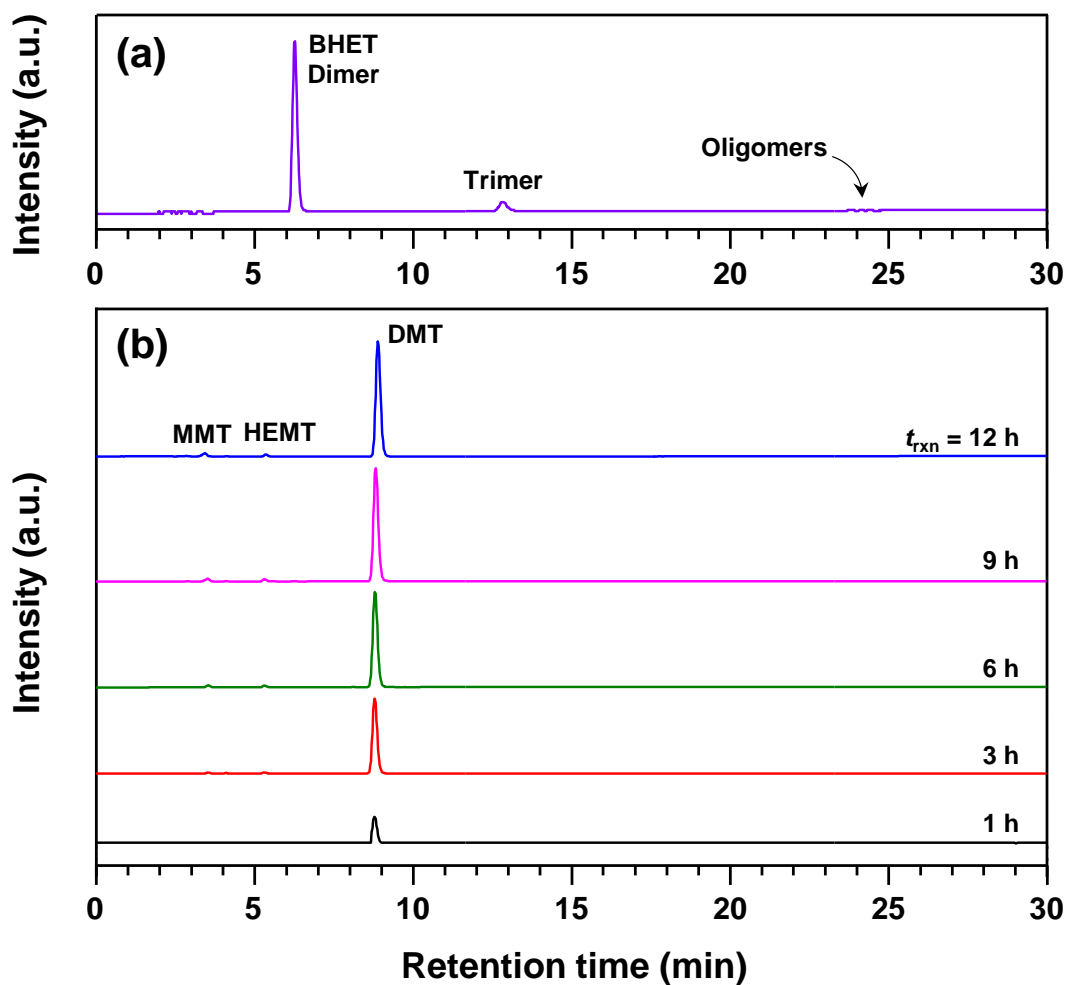 (a)
BHET
Dimer
Trimer
Oligomers
Intensity (a.u.)
0 5 10 15 20 25 30
(b)
DMT
MMT HEMT
t_rxn = 12 h
9 h
6 h
3 h
1 h
Intensity (a.u.)
0 5 10 15 20 25 30
Retention time (min)